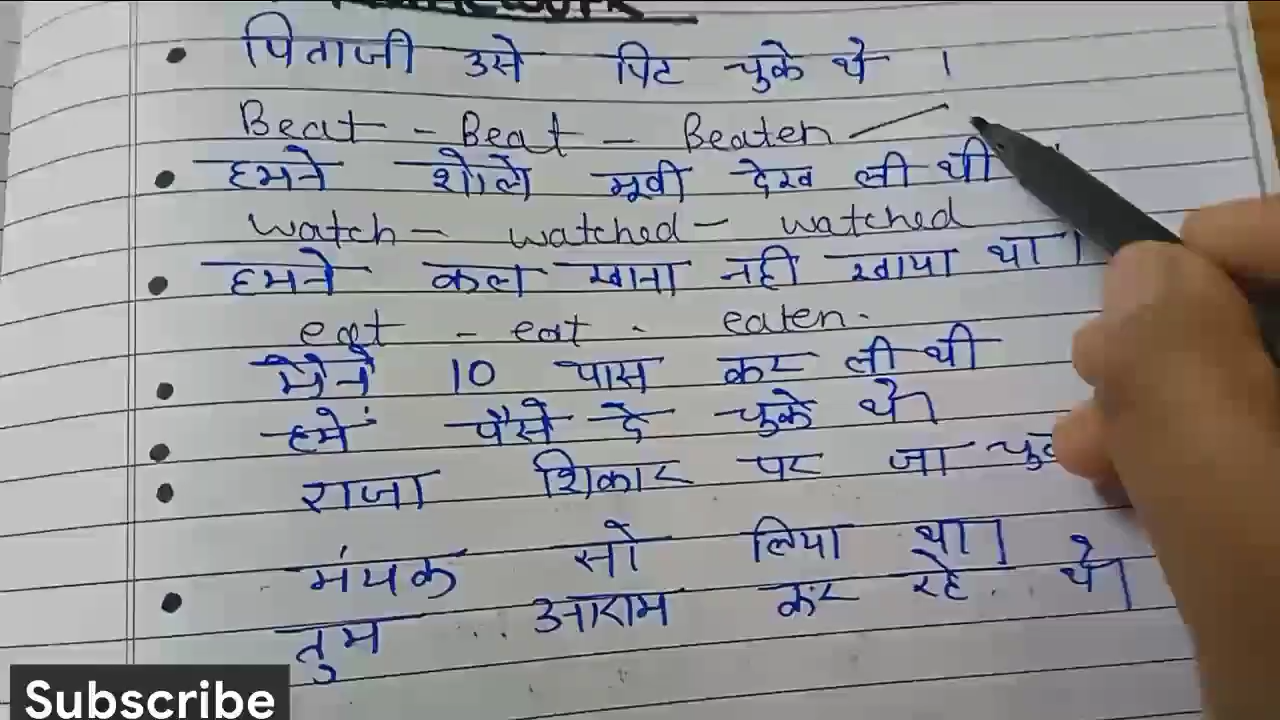 पिताजी उसे पिट चुके थे ।
Beat - Beat - Beaten
हमने शोले मूवी देख ली थी
watch - watched - watched
हमने कल खाना नही खाया था।
eat - eat - eaten.
मैने 10 पास कर ली थी
हमें पैसे दे चुके थे।
राजा शिकार पर जा
मंयक सो लिया था।
तुम आराम कर रहे थे।
Subscribe